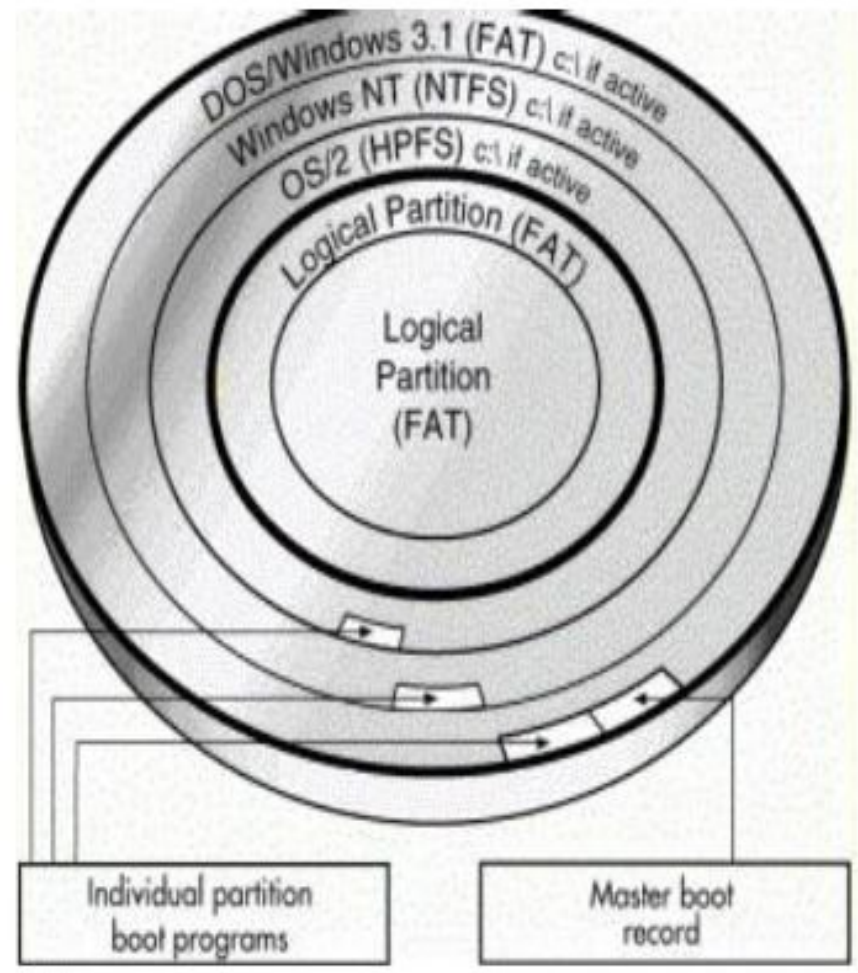 DOS/Windows 3.1 (FAT) c:\ if active
Windows NT (NTFS) c:\ if active
OS/2 (HPFS) c:\ if active
Logical Partition (FAT)
Logical
Partition
(FAT)
Individual partition
boot programs
Master boot
record